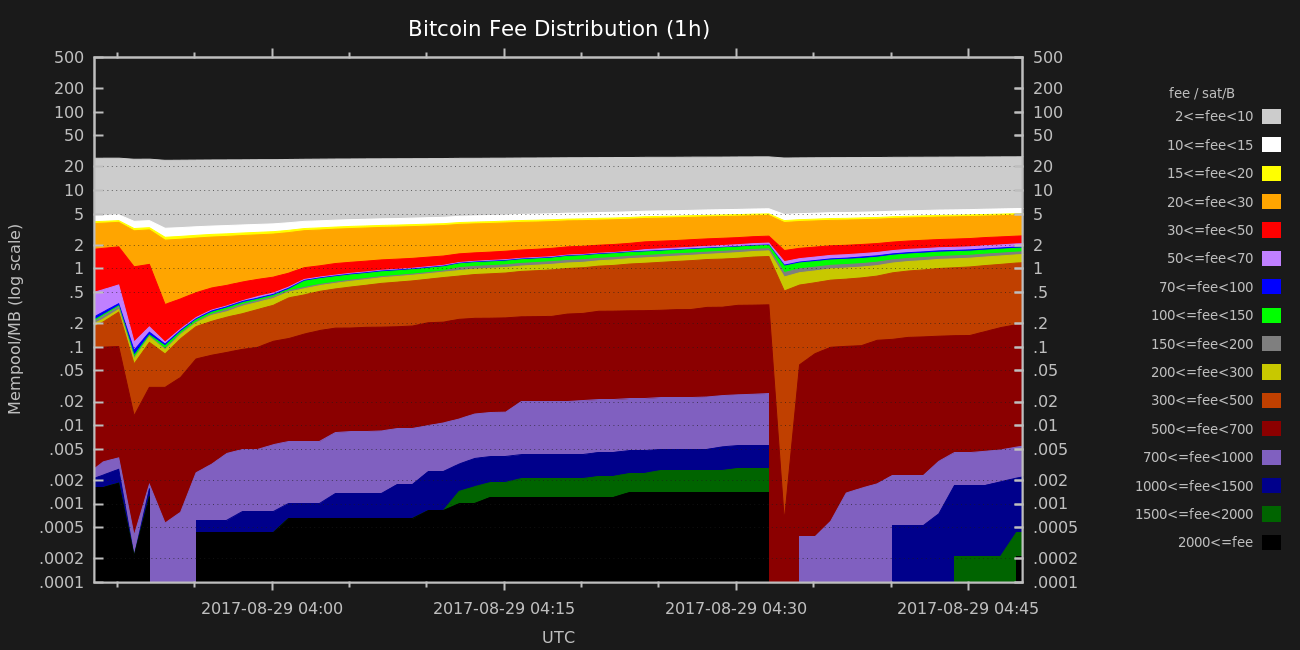 Bitcoin Fee Distribution (1h)
500
200
100
50
20
10
5
2
1
.5
.2
.1
.05
.02
.01
.005
.002
.001
.0005
.0002
.0001
Mempool/MB (log scale)
500
200
100
50
20
10
5
2
1
.5
.2
.1
.05
.02
.01
.005
.002
.001
.0005
.0002
.0001
2017-08-29 04:00
2017-08-29 04:15
2017-08-29 04:30
2017-08-29 04:45
UTC
fee / sat/B
2<=fee<10
10<=fee<15
15<=fee<20
20<=fee<30
30<=fee<50
50<=fee<70
70<=fee<100
100<=fee<150
150<=fee<200
200<=fee<300
300<=fee<500
500<=fee<700
700<=fee<1000
1000<=fee<1500
1500<=fee<2000
2000<=fee